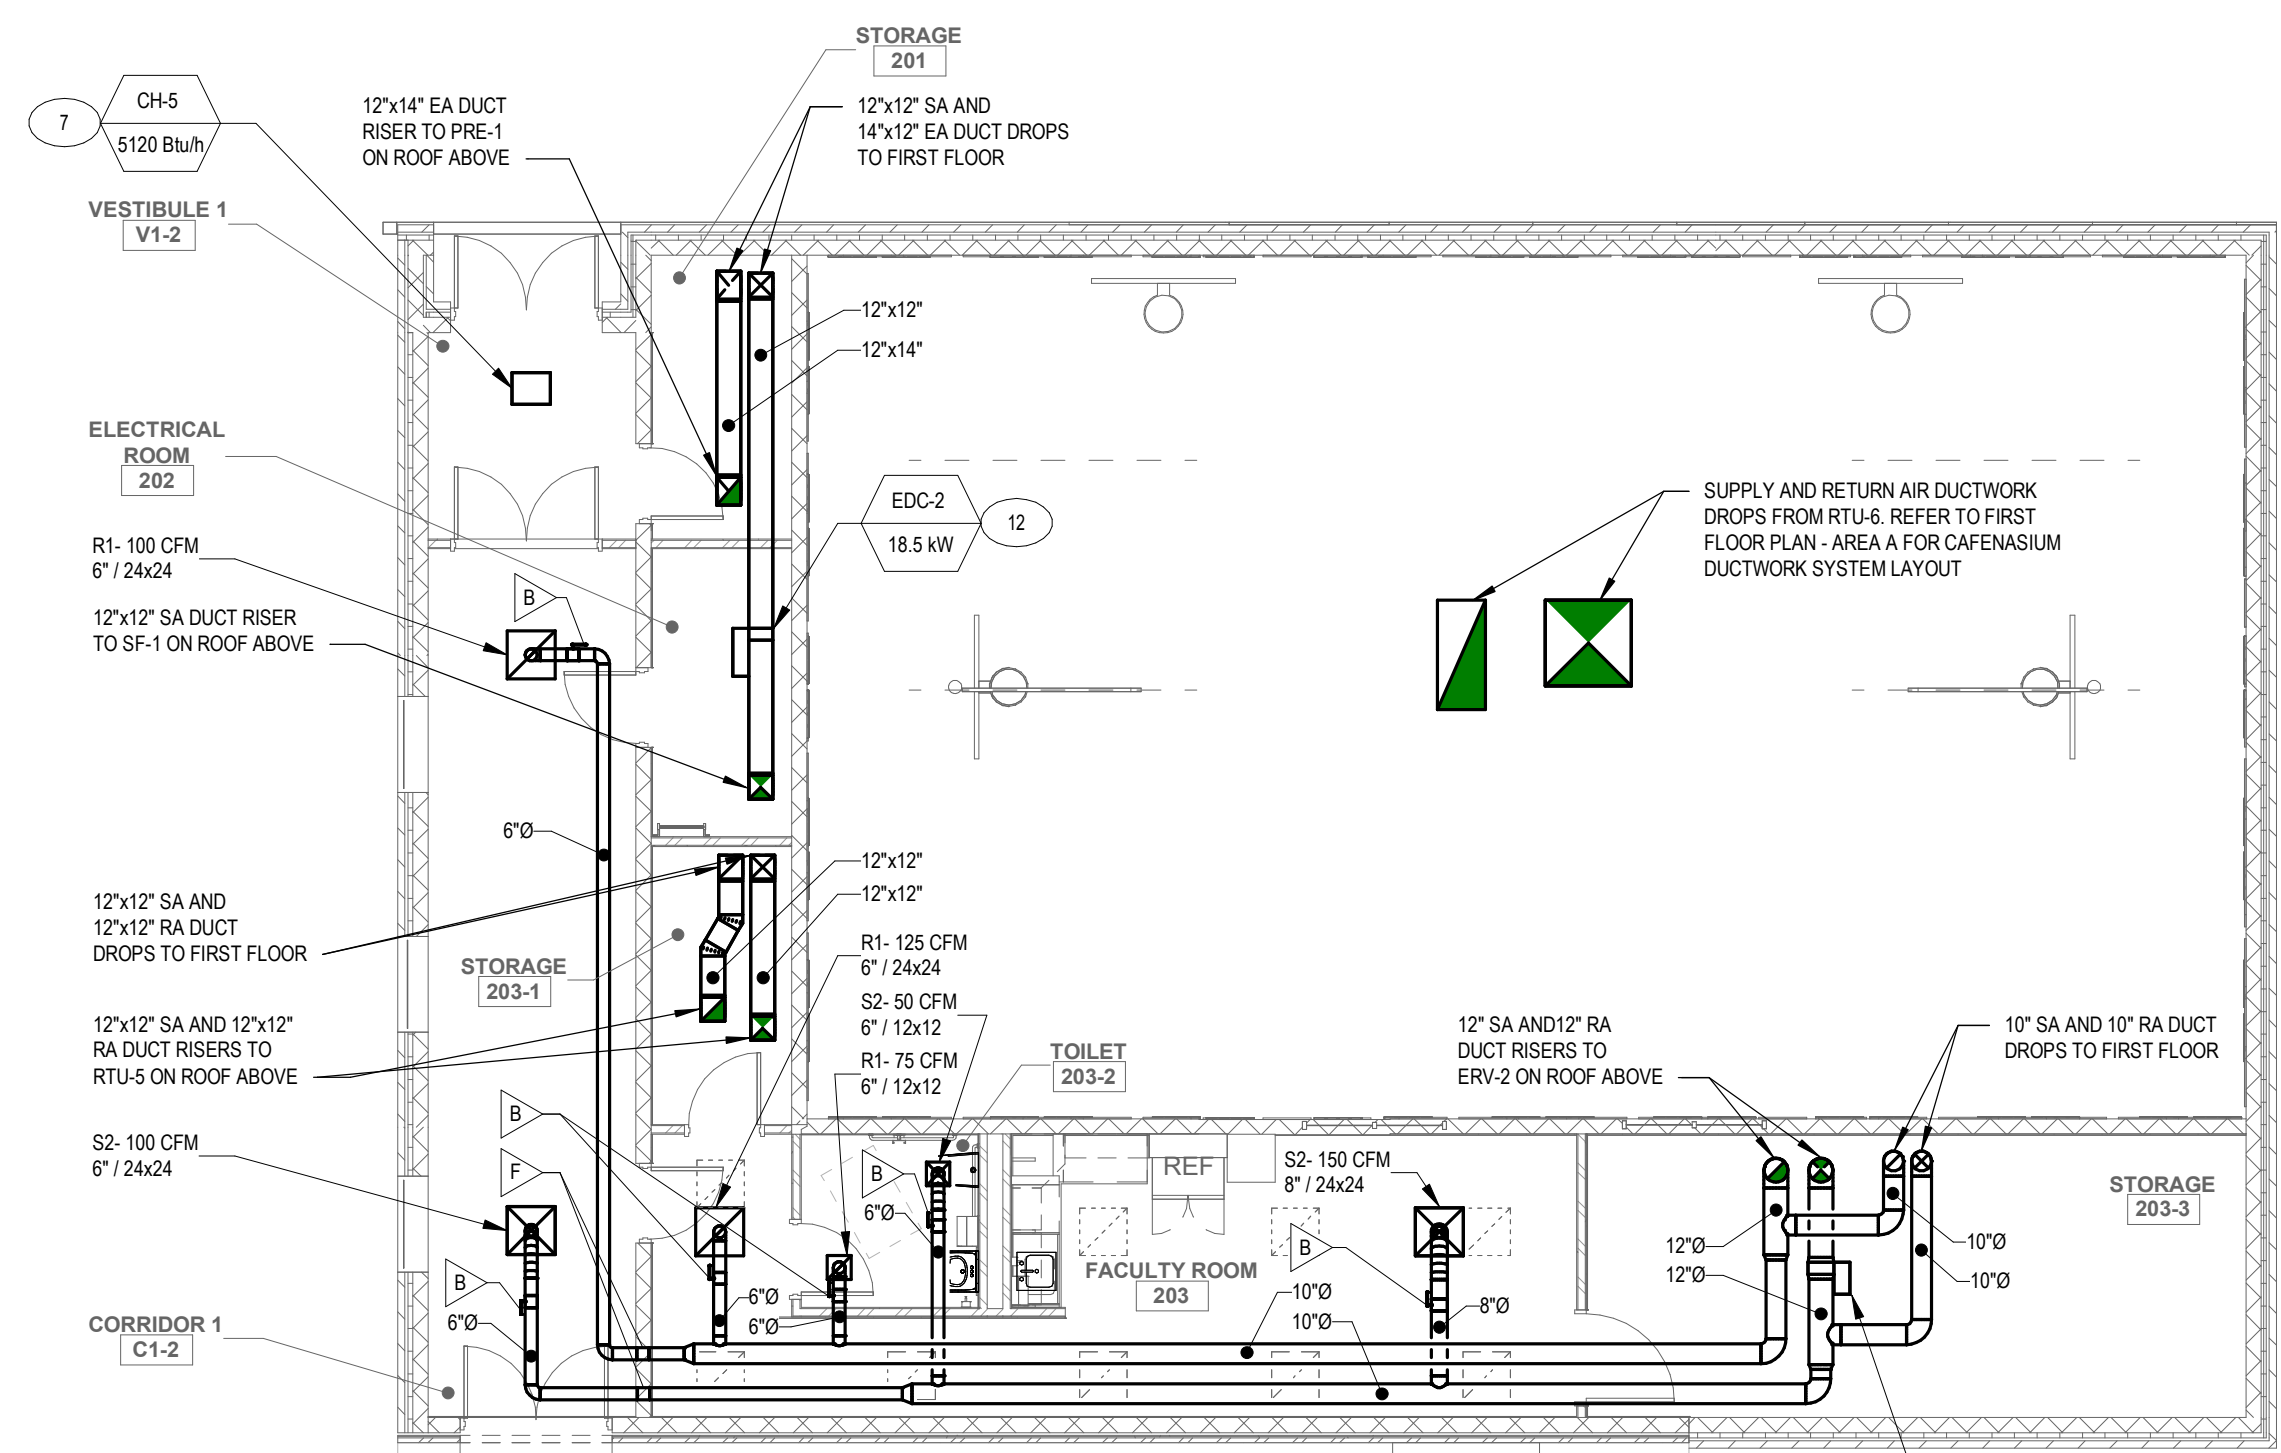 STORAGE
201
CH-5
5120 Btu/h
7
12"x14" EA DUCT
RISER TO PRE-1
ON ROOF ABOVE
12"x12" SA AND
14"x12" EA DUCT DROPS
TO FIRST FLOOR
VESTIBULE 1
V1-2
12"x12"
12"x14"
ELECTRICAL
ROOM
202
EDC-2
18.5 kW
12
SUPPLY AND RETURN AIR DUCTWORK
DROPS FROM RTU-6. REFER TO FIRST
FLOOR PLAN - AREA A FOR CAFENASIUM
DUCTWORK SYSTEM LAYOUT
R1- 100 CFM
6" / 24x24
B
12"x12" SA DUCT RISER
TO SF-1 ON ROOF ABOVE
6"Ø
12"x12"
12"x12"
12"x12" SA AND
12"x12" RA DUCT
DROPS TO FIRST FLOOR
STORAGE
203-1
R1- 125 CFM
6" / 24x24
S2- 50 CFM
6" / 12x12
R1- 75 CFM
6" / 12x12
12"x12" SA AND 12"x12"
RA DUCT RISERS TO
RTU-5 ON ROOF ABOVE
TOILET
203-2
12" SA AND12" RA
DUCT RISERS TO
ERV-2 ON ROOF ABOVE
10" SA AND 10" RA DUCT
DROPS TO FIRST FLOOR
B
F
S2- 100 CFM
6" / 24x24
B
6"Ø
REF
S2- 150 CFM
8" / 24x24
STORAGE
203-3
B
12"Ø
12"Ø
10"Ø
10"Ø
B
6"Ø
6"Ø
6"Ø
FACULTY ROOM
203
10"Ø
10"Ø
8"Ø
CORRIDOR 1
C1-2